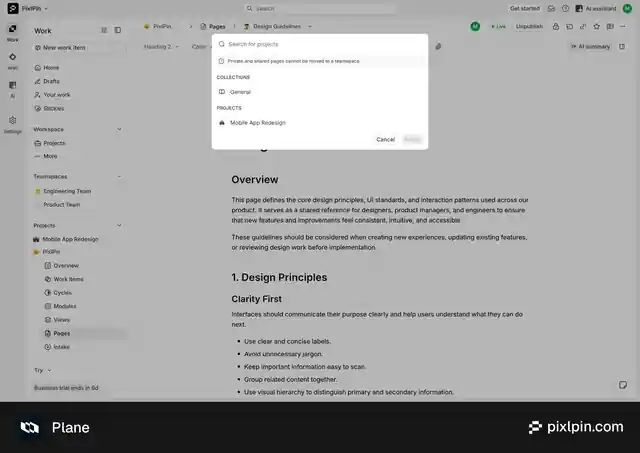 PixlPin
Search
Get started
AI assistant
M
Work
Work
New work item
Wiki
AI
Settings
Home
Drafts
Your work
Stickies
Workspace
Projects
More
Teamspaces
Engineering Team
Product Team
Projects
Mobile App Redesign
PixlPin
Overview
Work items
Cycles
Modules
Views
Pages
Intake
Try
Business trial ends in 6d
PixlPin
Pages
Design Guidelines
M
Live
Unpublish
Heading 2
Color
AI summary
Search for projects
Private and shared pages cannot be moved to a teamspace.
COLLECTIONS
General
PROJECTS
Mobile App Redesign
Cancel
Overview
This page defines the core design principles, UI standards, and interaction patterns used across our
product. It serves as a shared reference for designers, product managers, and engineers to ensure
that new features and improvements feel consistent, intuitive, and accessible.
These guidelines should be considered when creating new experiences, updating existing features,
or reviewing design work before implementation.
1. Design Principles
Clarity First
Interfaces should communicate their purpose clearly and help users understand what they can do
next.
• Use clear and concise labels.
• Avoid unnecessary jargon.
• Keep important information easy to scan.
• Group related content together.
• Use visual hierarchy to distinguish primary and secondary information.
Plane
pixlpin.com